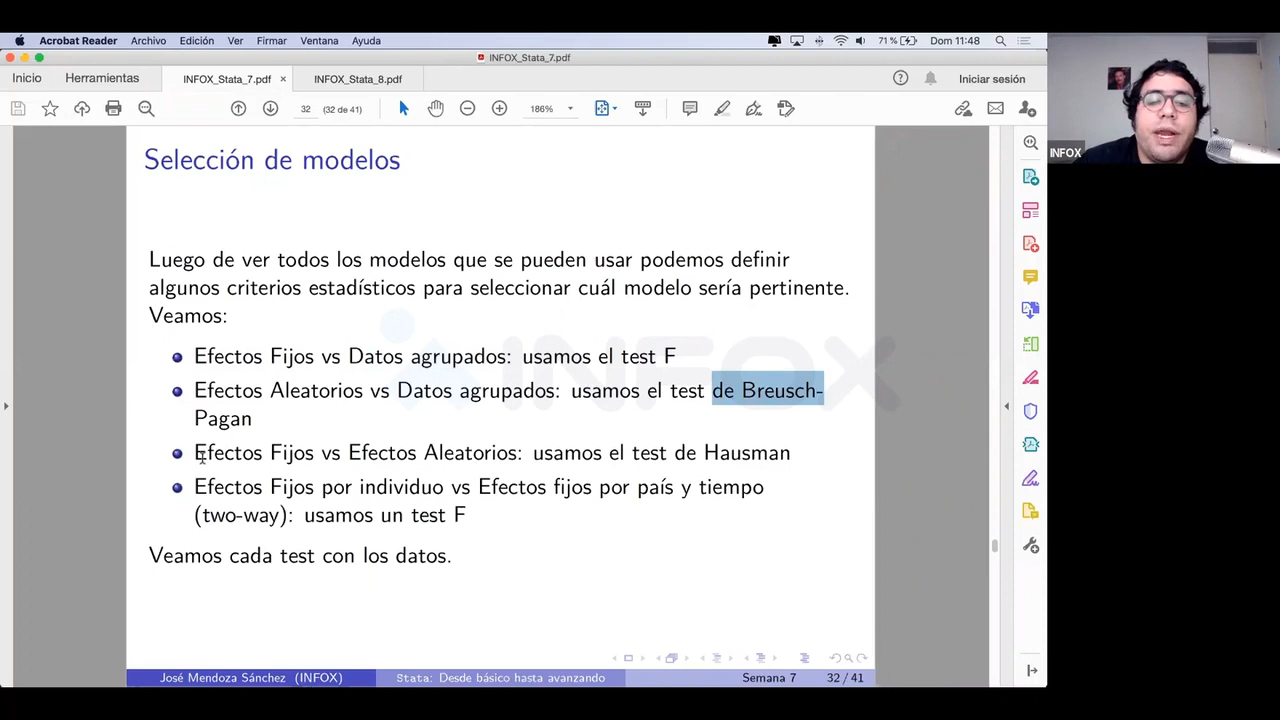 Acrobat Reader Archivo Edición Ver Firmar Ventana Ayuda 71 % Dom 11:48
INFOX_Stata_7.pdf
Inicio Herramientas INFOX_Stata_7.pdf × INFOX_Stata_8.pdf Iniciar sesión
32 (32 de 41) 186%
INFOX
Selección de modelos
Luego de ver todos los modelos que se pueden usar podemos definir
algunos criterios estadísticos para seleccionar cuál modelo sería pertinente.
Veamos:
Efectos Fijos vs Datos agrupados: usamos el test F
Efectos Aleatorios vs Datos agrupados: usamos el test de Breusch-
Pagan
Efectos Fijos vs Efectos Aleatorios: usamos el test de Hausman
Efectos Fijos por individuo vs Efectos fijos por país y tiempo
(two-way): usamos un test F
Veamos cada test con los datos.
INFOX
José Mendoza Sánchez (INFOX) Stata: Desde básico hasta avanzando Semana 7 32 / 41